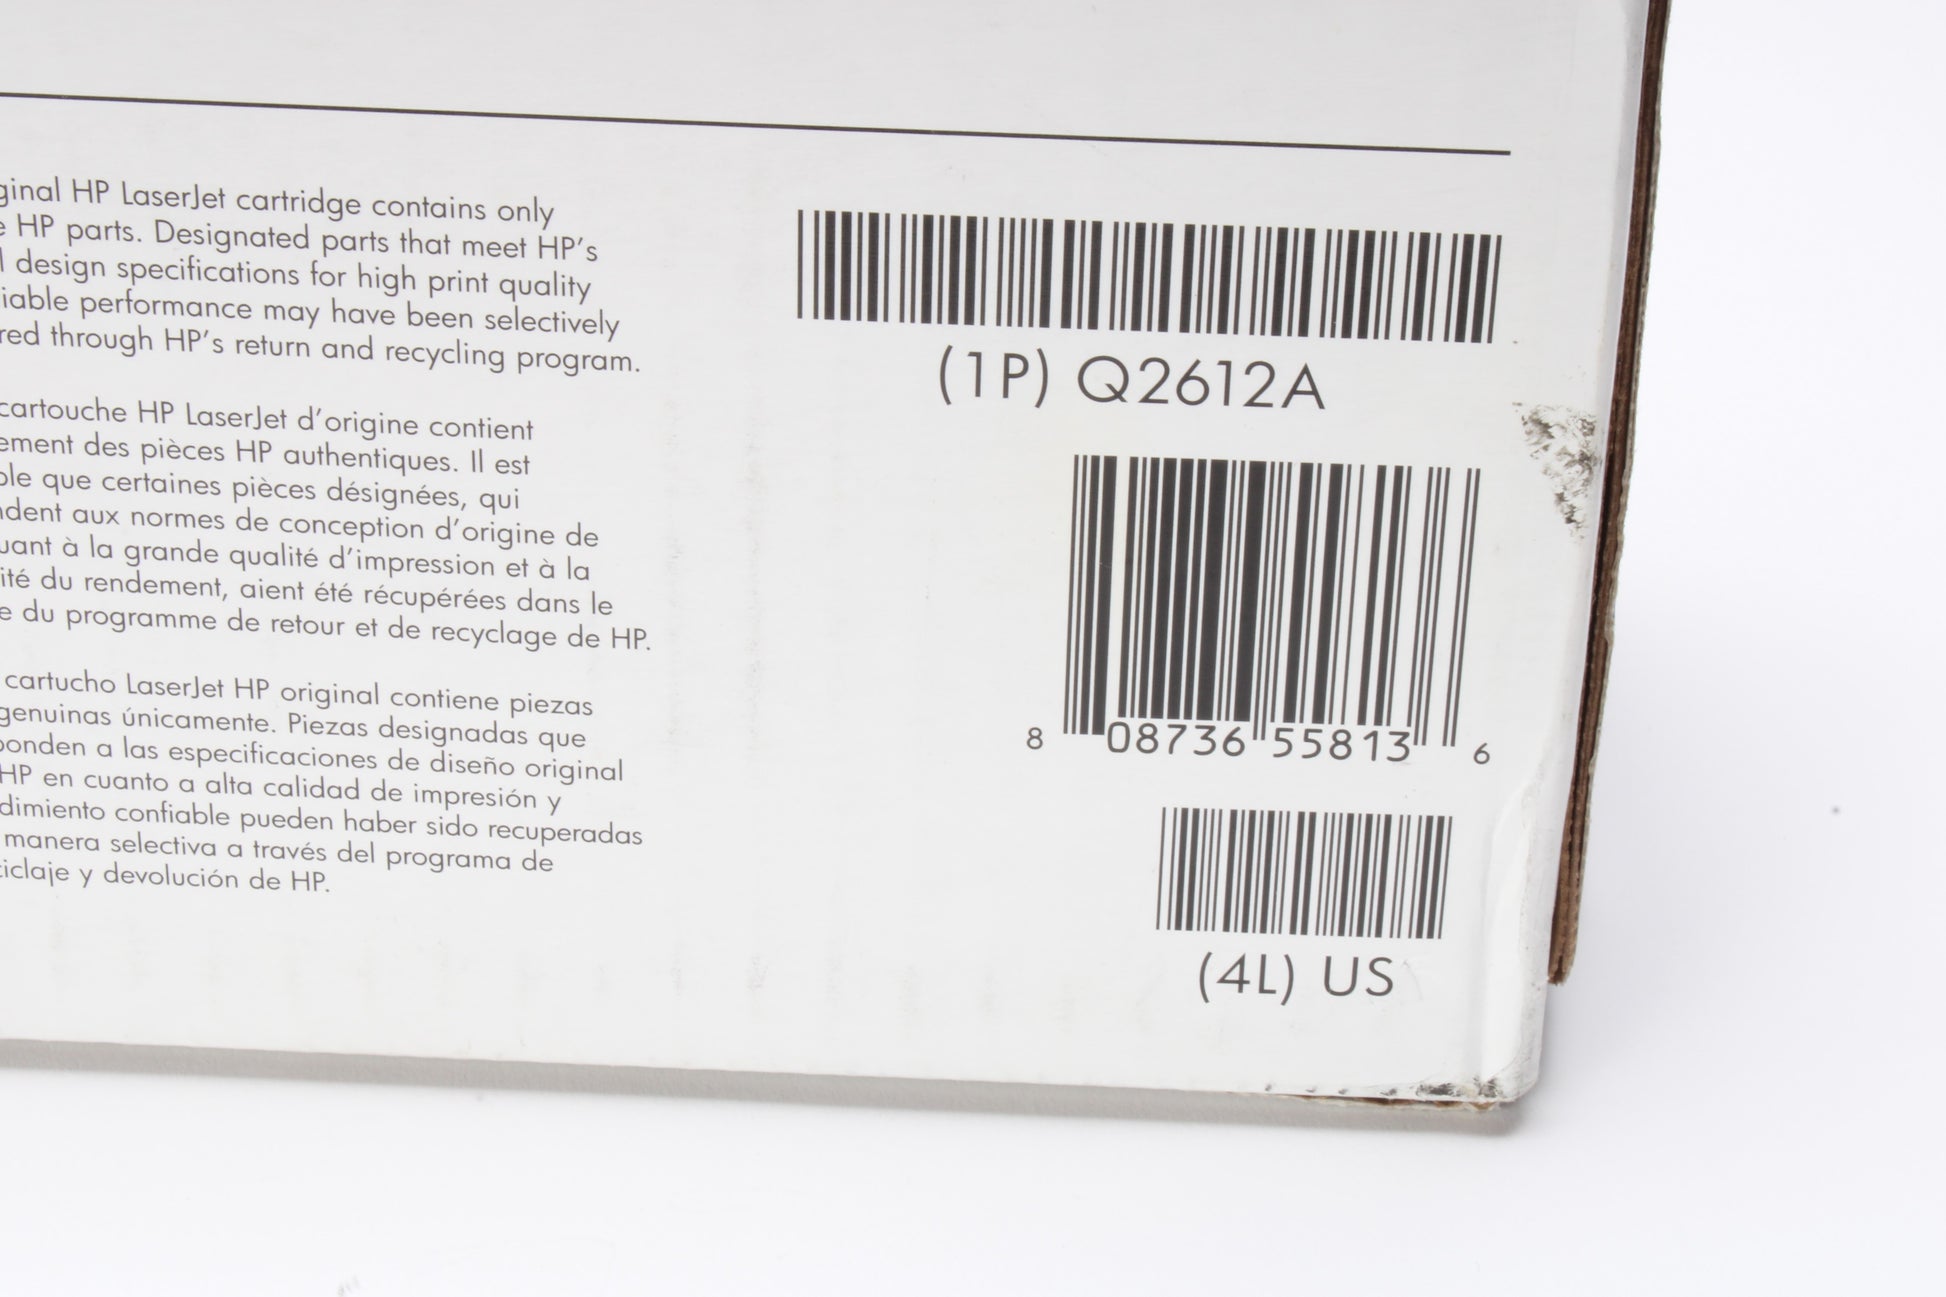 ginal HP LaserJet cartridge contains only
HP parts. Designated parts that meet HP's
design specifications for high print quality
iable performance may have been selectively
red through HP's return and recycling program.
cartouche HP LaserJet d'origine contient
ement des pièces HP authentiques. Il est
ble que certaines pièces désignées, qui
ndent aux normes de conception d'origine de
uant à la grande qualité d'impression et à la
ité du rendement, aient été récupérées dans le
e du programme de retour et de recyclage de HP.
cartucho LaserJet HP original contiene piezas
genuinas únicamente. Piezas designadas que
ponden a las especificaciones de diseño original
HP en cuanto a alta calidad de impresión y
dimiento confiable pueden haber sido recuperadas
manera selectiva a través del programa de
ciclaje y devolución de HP.
(1P) Q2612A
8 08736 55813 6
(4L) US